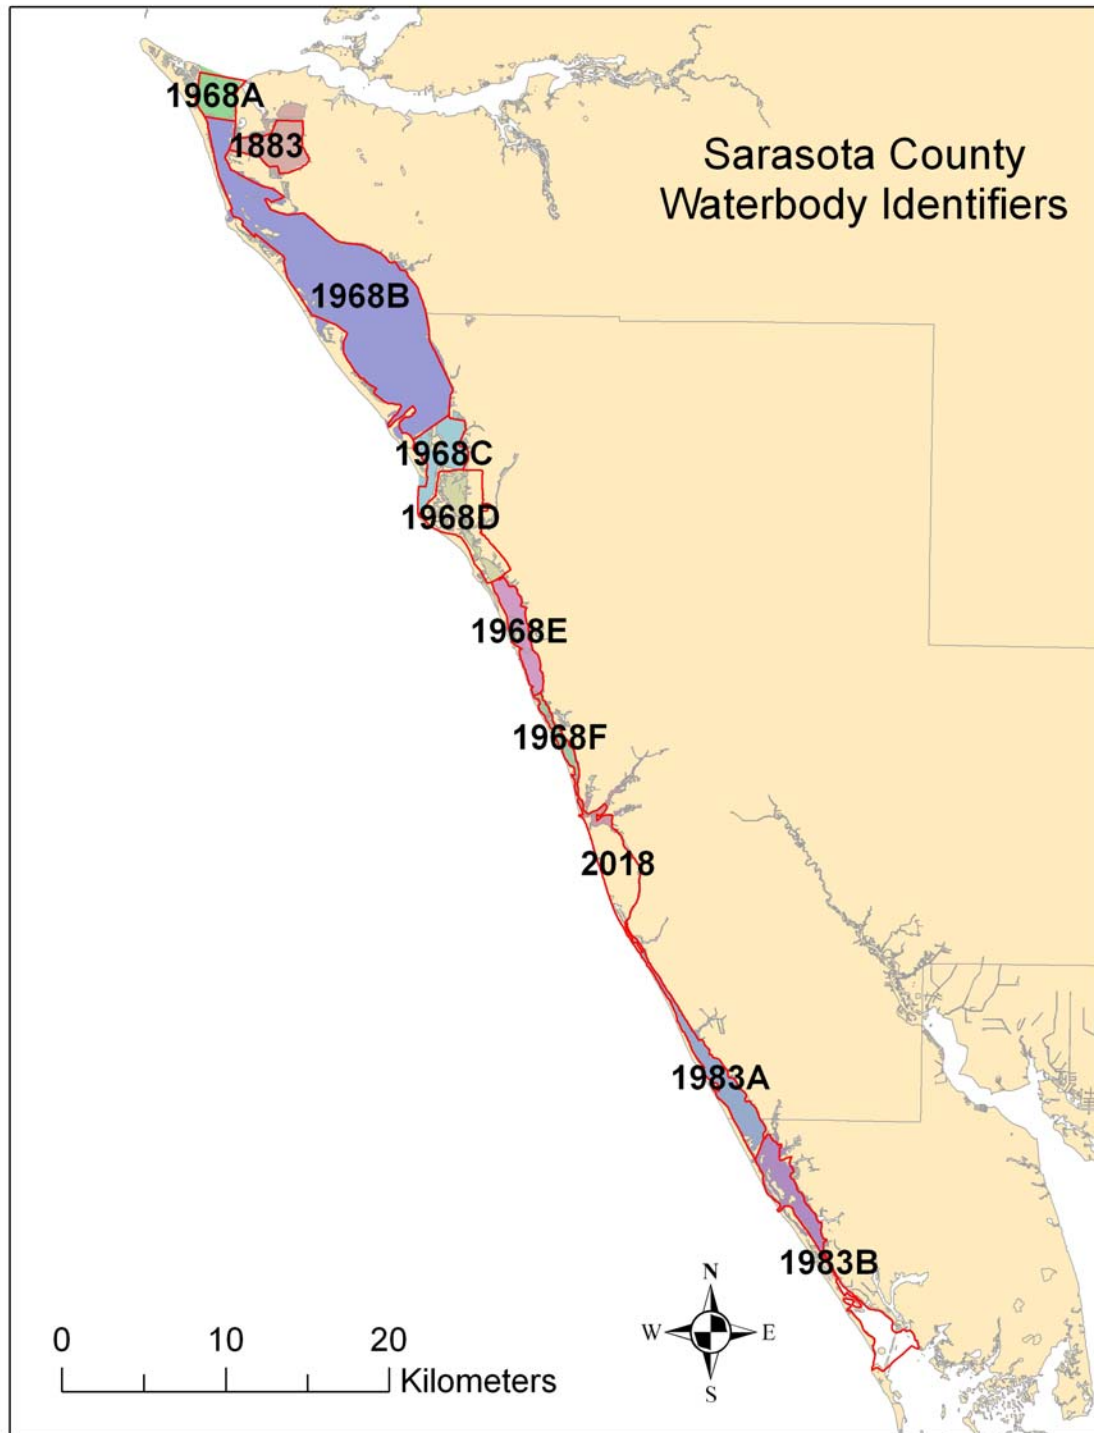 Sarasota County
Waterbody Identifiers
1968A
1883
1968B
1968C
1968D
1968E
1968F
2018
1983A
1983B
N
W E
S
0 10 20
Kilometers